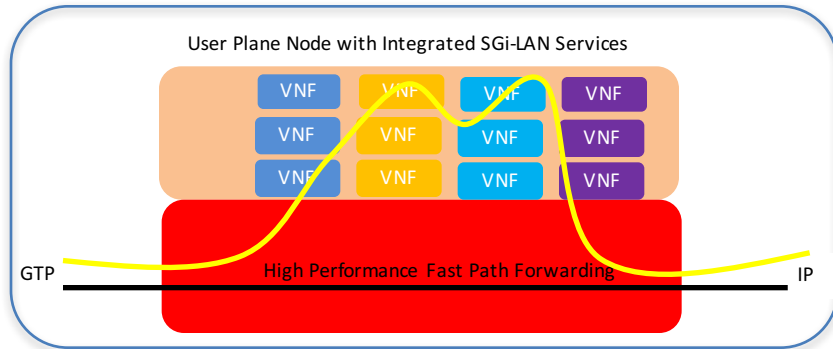 User Plane Node with Integrated SGi-LAN Services
VNF VNF VNF VNF
VNF VNF VNF VNF
VNF VNF VNF VNF
GTP High Performance Fast Path Forwarding IP